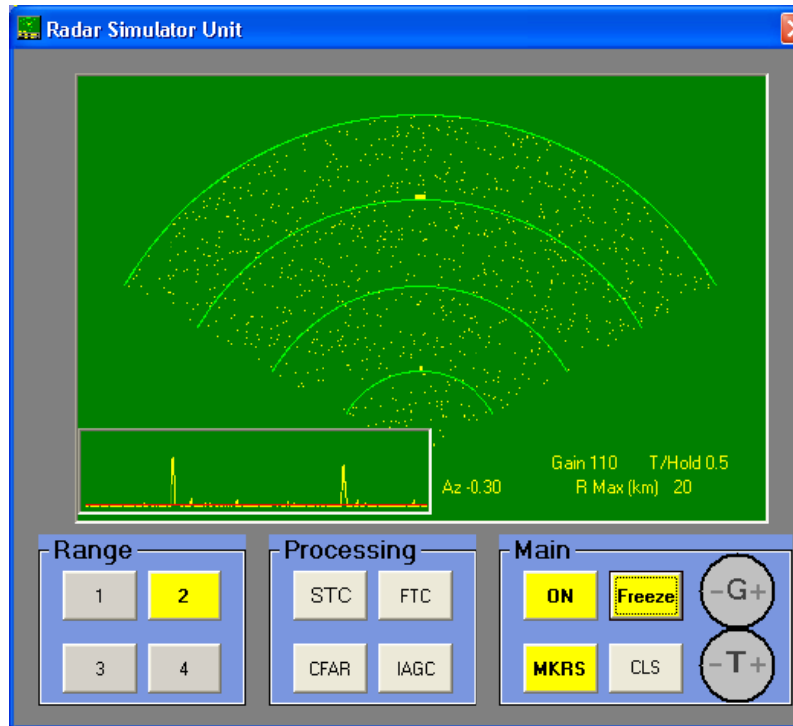 Radar Simulator Unit
Gain 110 T/Hold 0.5
Az -0.30 R Max (km) 20
Range Processing Main
1 2 STC FTC ON Freeze -G+
3 4 CFAR IAGC MKRS CLS -T+